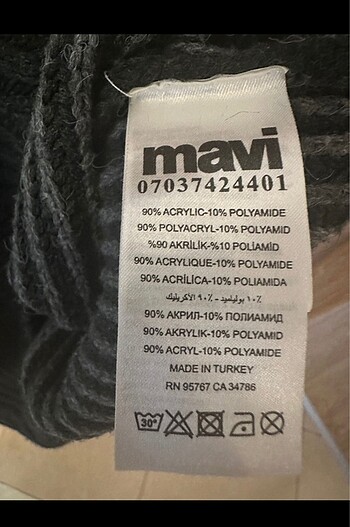 mavi
07037424401
90% ACRYLIC-10% POLYAMIDE
90% POLYACRYL-10% POLYAMID
%90 AKRİLİK-%10 POLİAMİD
90% ACRYLIQUE-10% POLYAMIDE
90% ACRÍLICA-10% POLIAMIDA
٪١٠ بولياميد - ٪٩٠ الأكريليك
90% АКРИЛ-10% ПОЛИАМИД
90% AKRYLIK-10% POLYAMID
90% ACRYL-10% POLYAMIDE
MADE IN TURKEY
RN 95767 CA 34786
30°